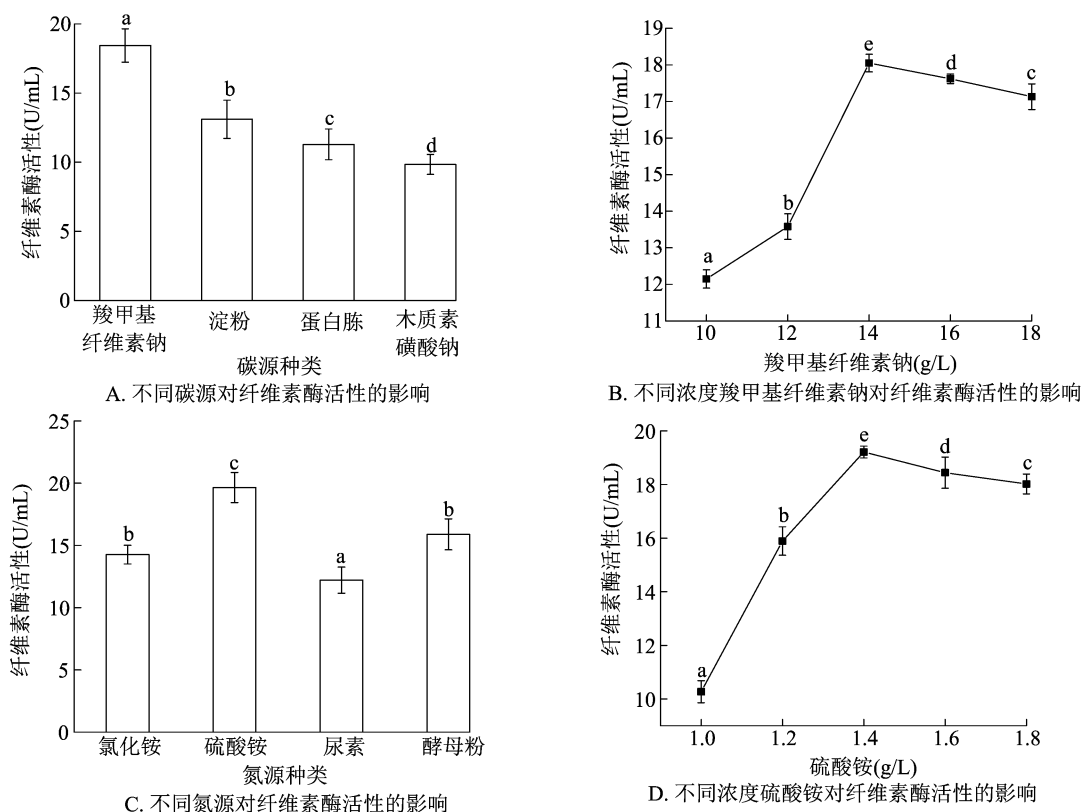 纤维素酶活性(U/mL)
20
15
10
5
0
a
b
c
d
羧甲基
纤维素钠
淀粉
蛋白胨
木质素
磺酸钠
碳源种类
A. 不同碳源对纤维素酶活性的影响
纤维素酶活性(U/mL)
19
18
17
16
15
14
13
12
11
a
b
e
d
c
10 12 14 16 18
羧甲基纤维素钠(g/L)
B. 不同浓度羧甲基纤维素钠对纤维素酶活性的影响
纤维素酶活性(U/mL)
25
20
15
10
5
0
b
c
a
b
氯化铵 硫酸铵 尿素 酵母粉
氮源种类
C. 不同氮源对纤维素酶活性的影响
纤维素酶活性(U/mL)
20
18
16
14
12
10
a
b
e
d
c
1.0 1.2 1.4 1.6 1.8
硫酸铵(g/L)
D. 不同浓度硫酸铵对纤维素酶活性的影响